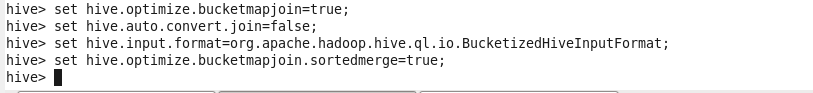 hive> set hive.optimize.bucketmapjoin=true;
hive> set hive.auto.convert.join=false;
hive> set hive.input.format=org.apache.hadoop.hive.ql.io.BucketizedHiveInputFormat;
hive> set hive.optimize.bucketmapjoin.sortedmerge=true;
hive>